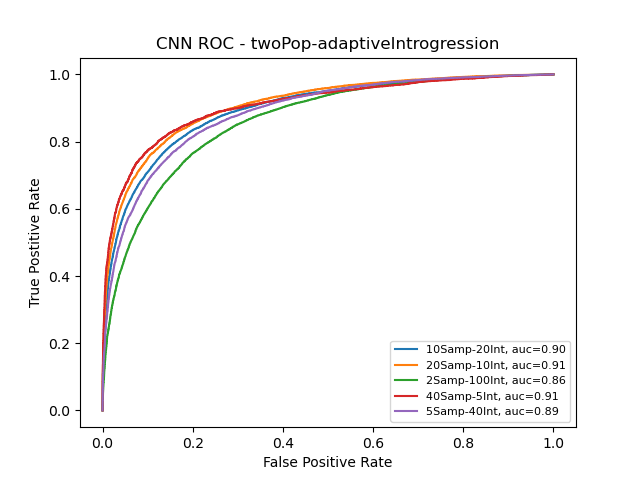 CNN ROC - twoPop-adaptiveIntrogression
1.0
0.8
0.6
0.4
0.2
0.0
True Postitive Rate
10Samp-20Int, auc=0.90
20Samp-10Int, auc=0.91
2Samp-100Int, auc=0.86
40Samp-5Int, auc=0.91
5Samp-40Int, auc=0.89
0.0 0.2 0.4 0.6 0.8 1.0
False Positive Rate